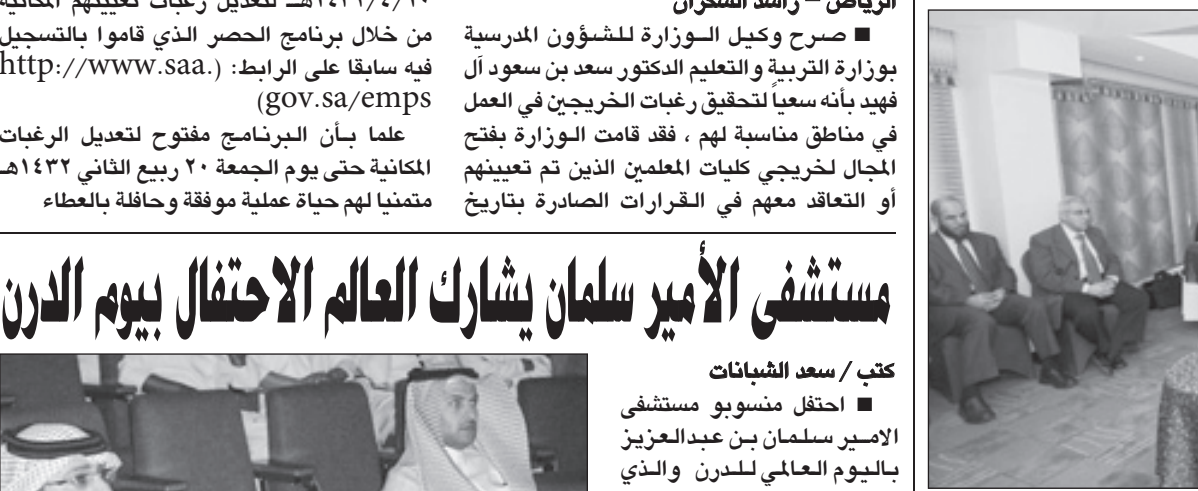 الرياض – راشد السكران
■ صرح وكيل الوزارة للشؤون المدرسية
بوزارة التربية والتعليم الدكتور سعد بن سعود آل
فهيد بأنه سعياً لتحقيق رغبات الخريجين في العمل
في مناطق مناسبة لهم ، فقد قامت الوزارة بفتح
المجال لخريجي كليات المعلمين الذين تم تعيينهم
أو التعاقد معهم في القرارات الصادرة بتاريخ
لتعديل رغبات تعيينهم المكانية
من خلال برنامج الحصر الذي قاموا بالتسجيل
فيه سابقا على الرابط: (http://www.saa.
gov.sa/emps)
علما بأن البرنامج مفتوح لتعديل الرغبات
المكانية حتى يوم الجمعة ٢٠ ربيع الثاني ١٤٣٢هـ
متمنيا لهم حياة عملية موفقة وحافلة بالعطاء
مستشفى الأمير سلمان يشارك العالم الاحتفال بيوم الدرن
كتب / سعد الشبانات
■ احتفل منسوبو مستشفى
الامير سلمان بن عبدالعزيز
باليوم العالمي للدرن والذي